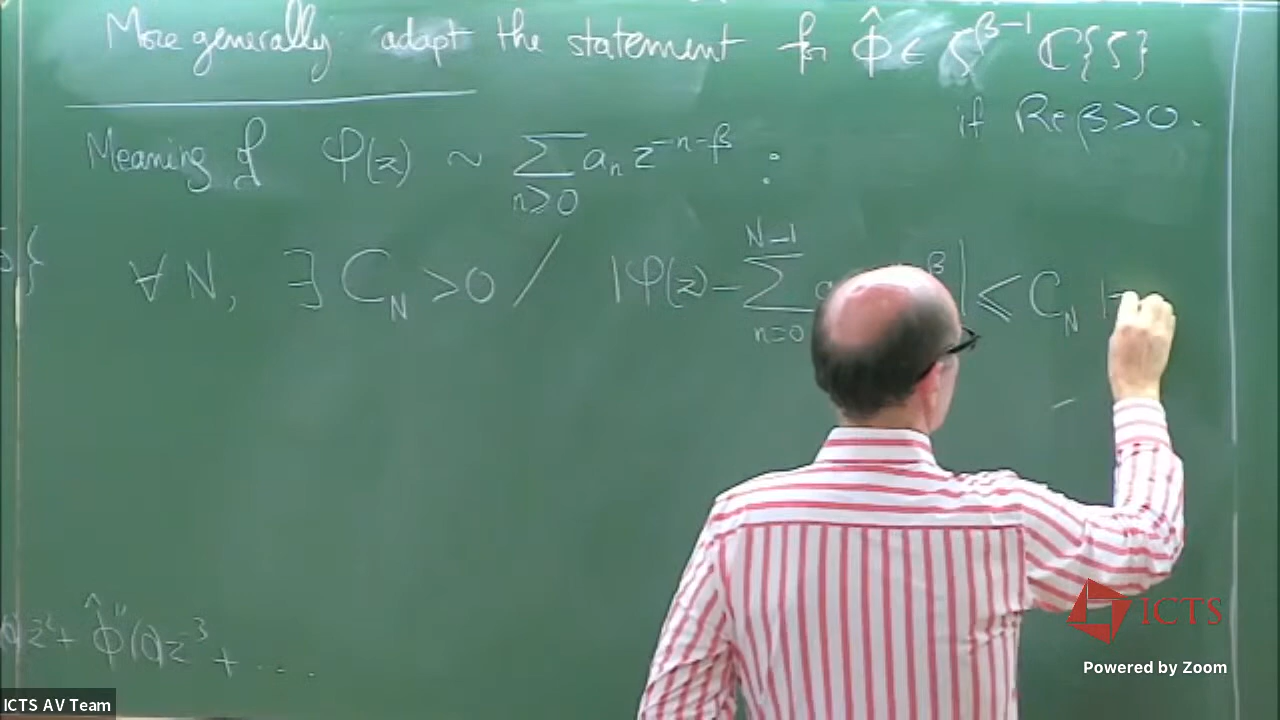 More generally adapt the statement for Φ̂ ∈ ζ^{β-1} ℂ{ζ}
if Re β > 0.
Meaning of φ(z) ~ ∑_{n≥0} a_n z^{-n-β} :
∀N, ∃ C_N > 0 / |φ(z) - ∑_{n=0}^{N-1} β| ≤ C_N |
z² + Φ̂''(0)z^{-3} + ...
ICTS
Powered by Zoom
ICTS AV Team